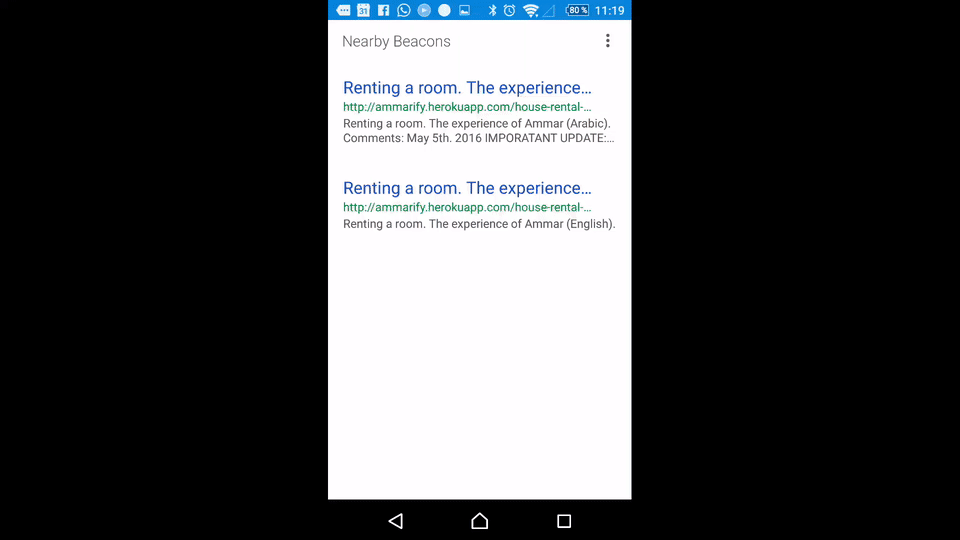 31 80 % 11:19
Nearby Beacons
Renting a room. The experience...
http://ammarify.herokuapp.com/house-rental-...
Renting a room. The experience of Ammar (Arabic).
Comments: May 5th. 2016 IMPORATANT UPDATE:...
Renting a room. The experience...
http://ammarify.herokuapp.com/house-rental-...
Renting a room. The experience of Ammar (English).